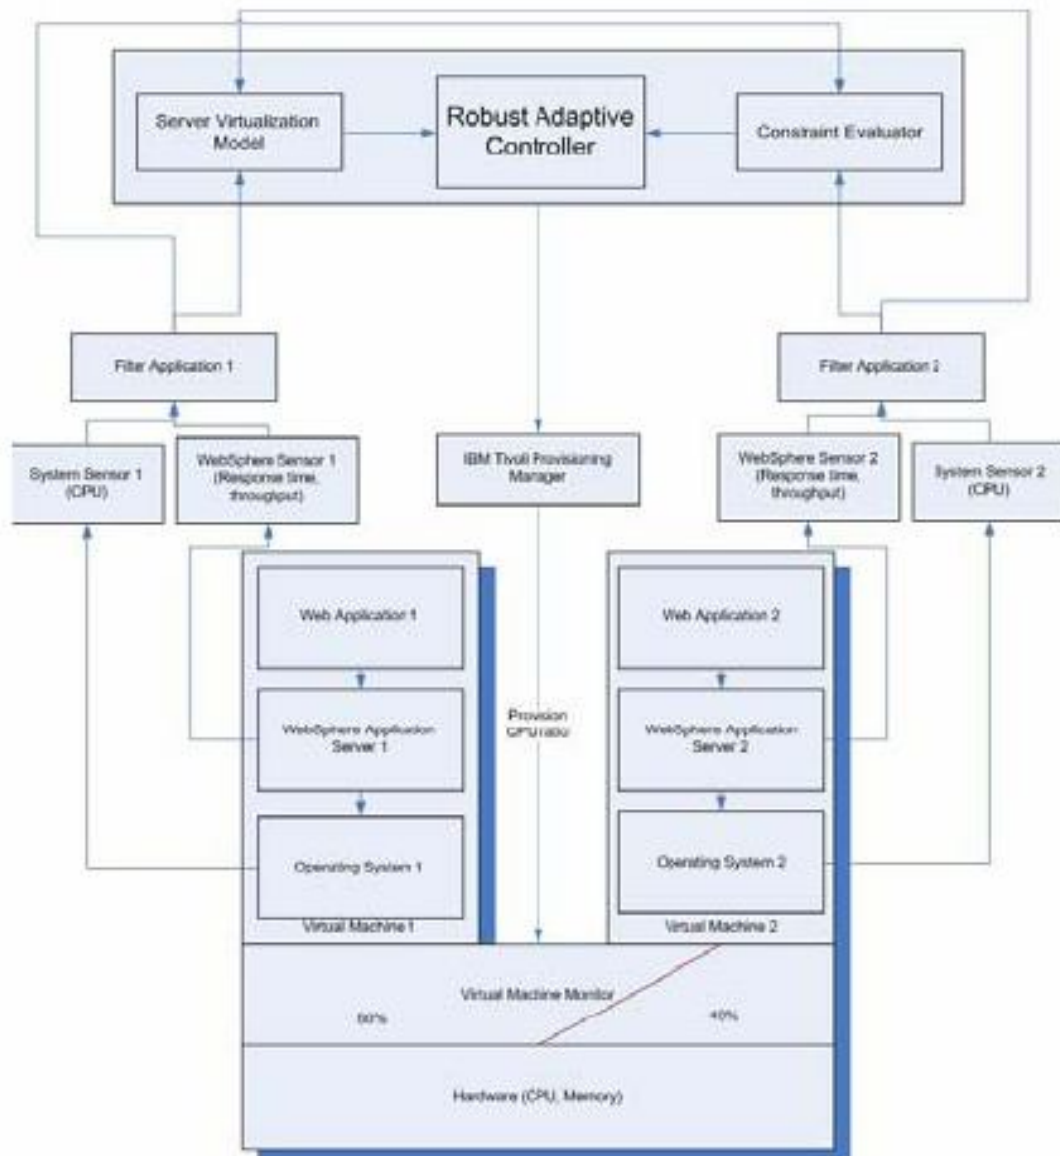 Server Virtualization
Model
Robust Adaptive
Controller
Constraint Evaluator
Filter Application 1
Filter Application 2
System Sensor 1
(CPU)
WebSphere Sensor 1
(Response time,
throughput)
IBM Tivoli Provisioning
Manager
WebSphere Sensor 2
(Response time,
throughput)
System Sensor 2
(CPU)
Web Application 1
Web Application 2
WebSphere Application
Server 1
Provision
CPU
WebSphere Application
Server 2
Operating System 1
Operating System 2
Virtual Machine 1
Virtual Machine 2
Virtual Machine Monitor
40%
Hardware (CPU, Memory)